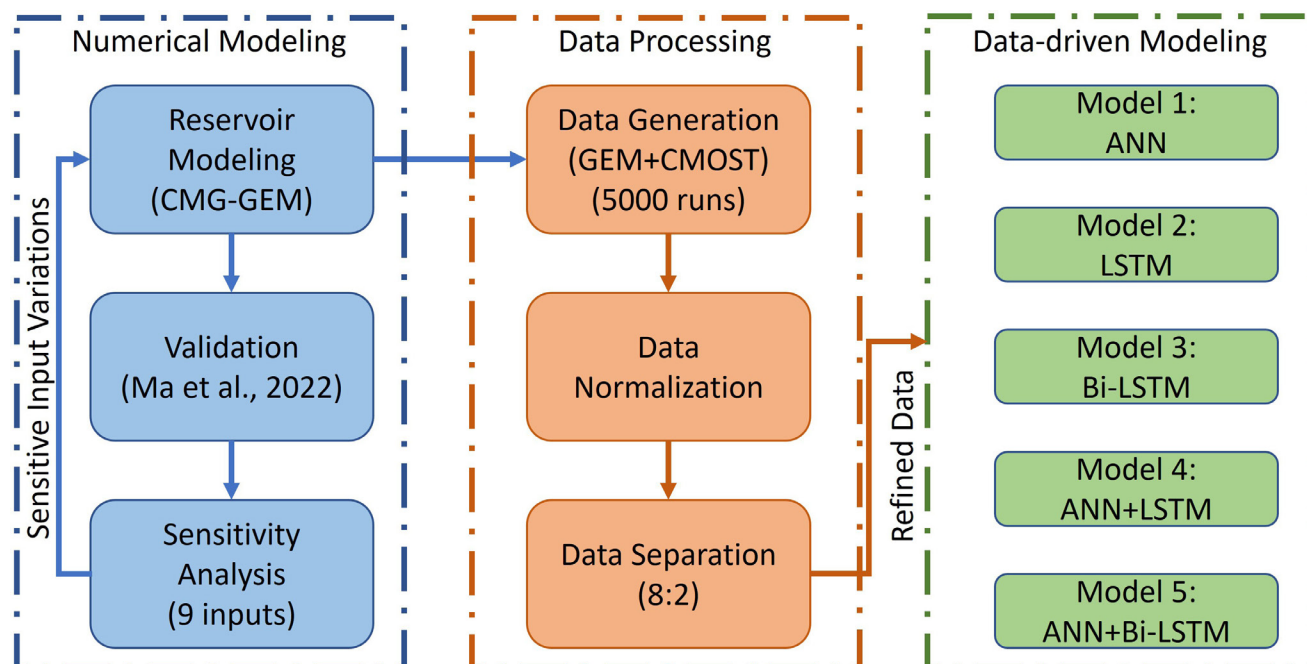 Numerical Modeling
Reservoir
Modeling
(CMG-GEM)
Validation
(Ma et al., 2022)
Sensitivity
Analysis
(9 inputs)
Sensitive Input Variations
Data Processing
Data Generation
(GEM+CMOST)
(5000 runs)
Data
Normalization
Data Separation
(8:2)
Refined Data
Data-driven Modeling
Model 1:
ANN
Model 2:
LSTM
Model 3:
Bi-LSTM
Model 4:
ANN+LSTM
Model 5:
ANN+Bi-LSTM